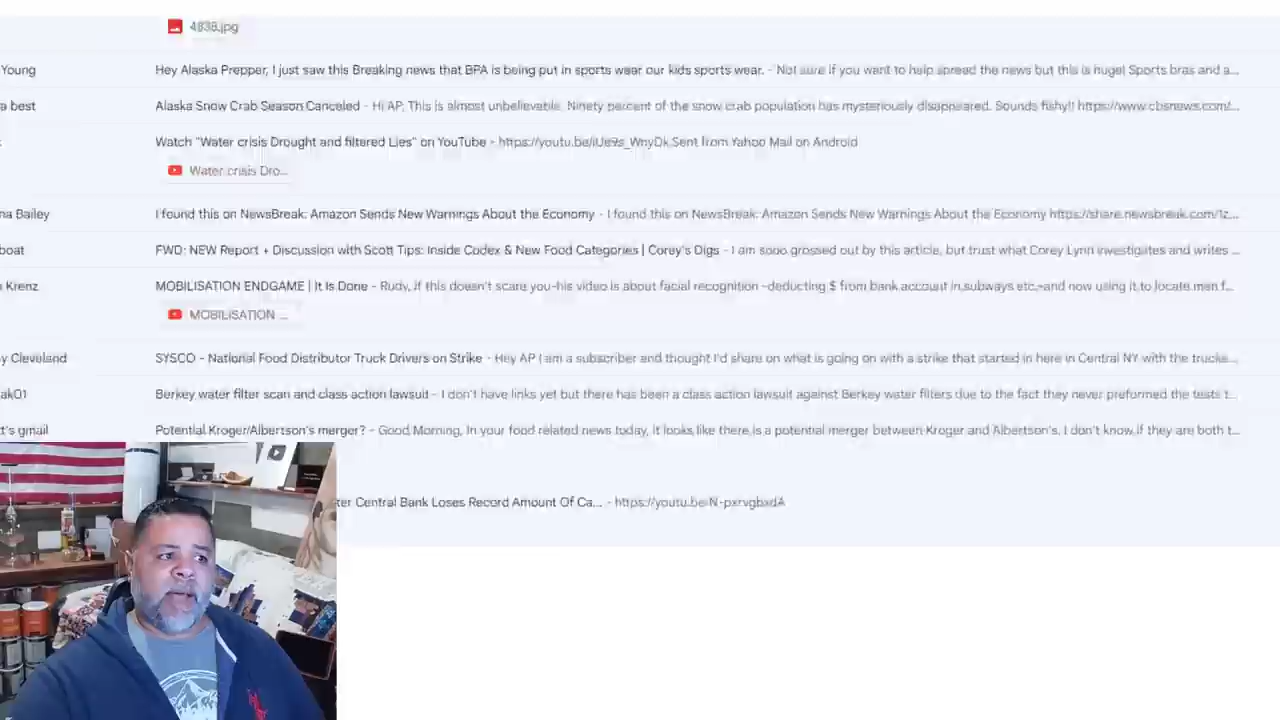 4838.jpg
Young Hey Alaska Prepper, I just saw this Breaking news that BPA is being put in sports wear our kids sports wear. - Not sure if you want to help spread the news but this is huge! Sports bras and a...
a best Alaska Snow Crab Season Canceled - Hi AP, This is almost unbelievable. Ninety percent of the snow crab population has mysteriously disappeared. Sounds fishy!! https://www.cbsnews.com/...
Watch "Water crisis Drought and filtered Lies" on YouTube - Sent from Yahoo Mail on Android
Water crisis Dro...
na Bailey I found this on NewsBreak: Amazon Sends New Warnings About the Economy - I found this on NewsBreak: Amazon Sends New Warnings About the Economy https://share.newsbreak.com/1z...
boat FWD: NEW Report + Discussion with Scott Tips: Inside Codex & New Food Categories | Corey's Digs - I am sooo grossed out by this article, but trust what Corey Lynn investigates and writes ...
Krenz MOBILISATION ENDGAME | It Is Done - Rudy, if this doesn't scare you-his video is about facial recognition -deducting $ from bank account in,subways etc.-and now using it to locate men f...
MOBILISATION ...
y Cleveland SYSCO - National Food Distributor Truck Drivers on Strike - Hey AP I am a subscriber and thought I'd share on what is going on with a strike that started in here in Central NY with the trucke...
ak01 Berkey water filter scan and class action lawsuit - I don't have links yet but there has been a class action lawsuit against Berkey water filters due to the fact they never preformed the tests t...
t's gmail Potential Kroger/Albertson's merger? - Good Morning, In your food related news today, it looks like there is a potential merger between Kroger and Albertson's. I don't know if they are both t...
ter Central Bank Loses Record Amount Of Ca... -